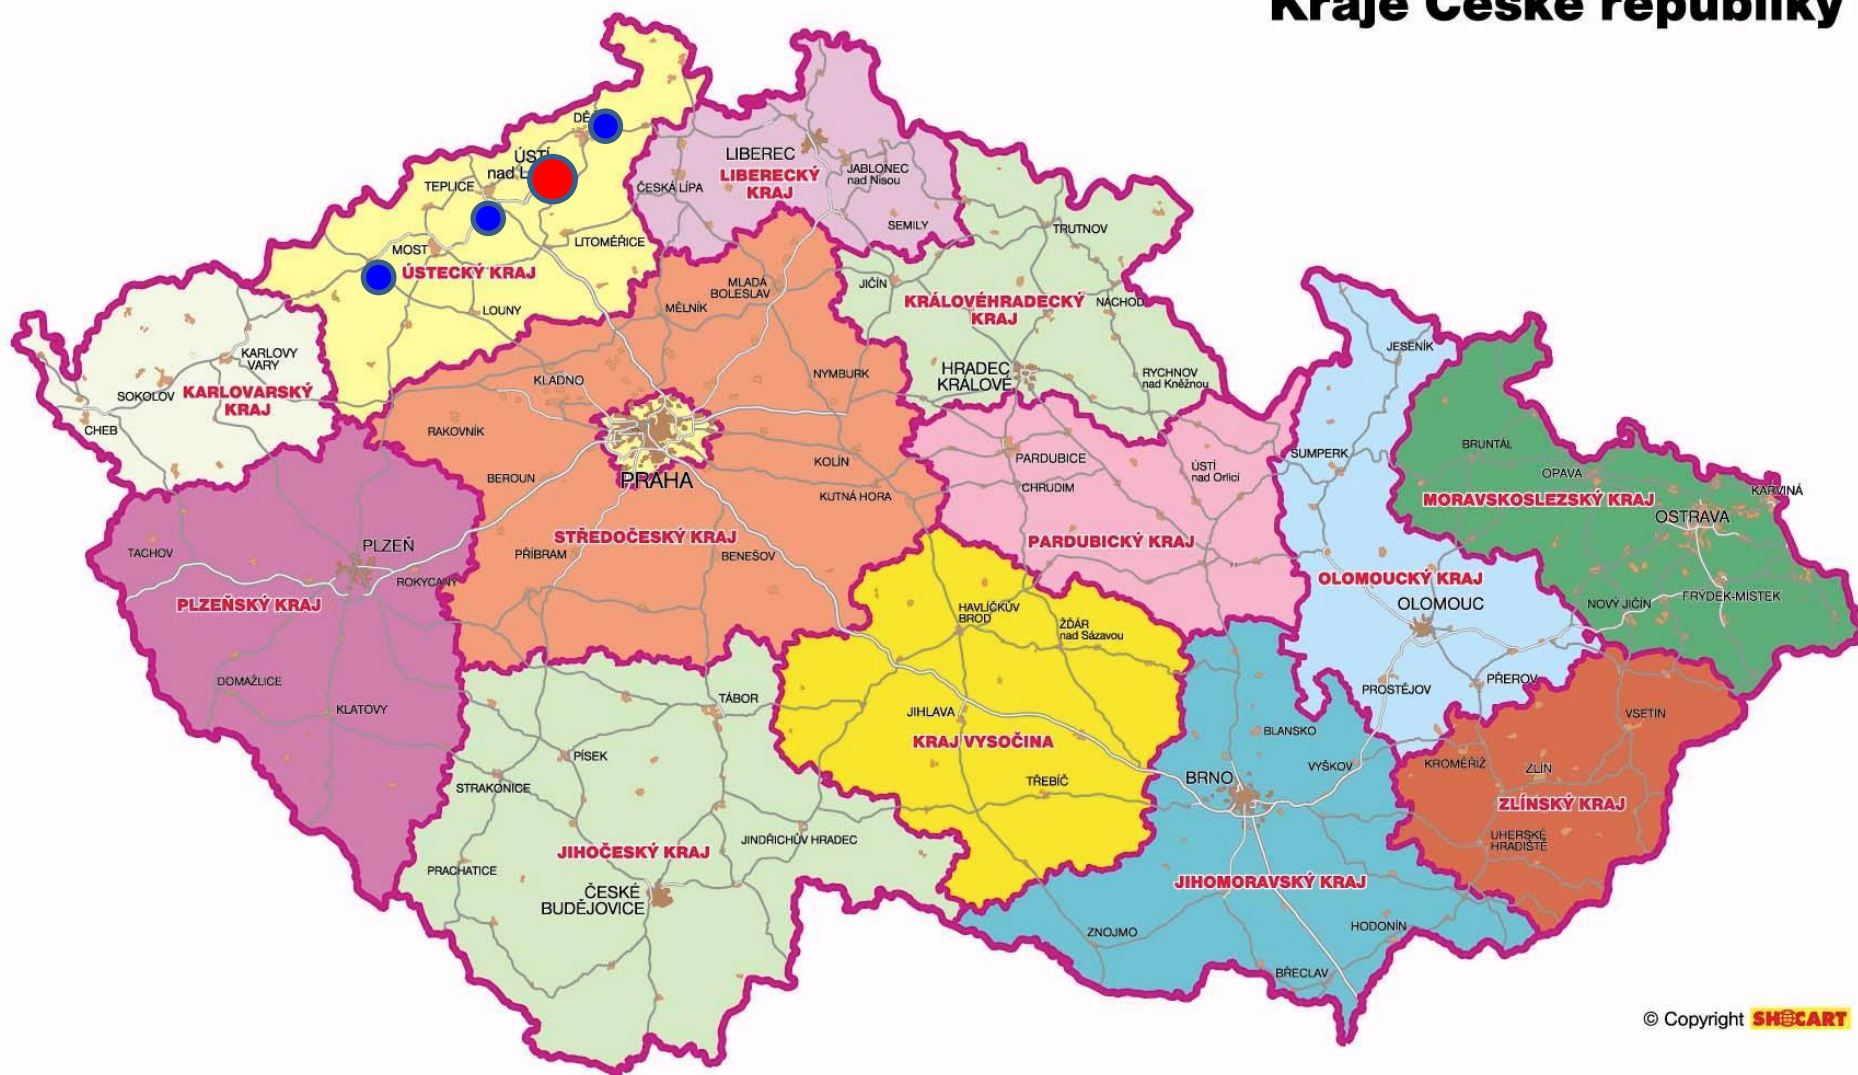 Kraje České republiky
ÚSTÍ
nad L
TEPLICE
LITOMĚŘICE
MOST
ÚSTECKÝ KRAJ
LOUNY
LIBEREC
LIBERECKÝ
KRAJ
JABLONEC
nad Nisou
ČESKÁ LÍPA
SEMILY
TRUTNOV
JIČÍN
KRÁLOVÉHRADECKÝ
KRAJ
NÁCHOD
HRADEC
KRÁLOVÉ
RYCHNOV
nad Kněžnou
KARLOVY
VARY
SOKOLOV
KARLOVARSKÝ
KRAJ
CHEB
MLADÁ
BOLESLAV
MĚLNÍK
NYMBURK
KLADNO
RAKOVNÍK
BEROUN
PRAHA
KOLÍN
KUTNÁ HORA
STŘEDOČESKÝ KRAJ
PŘÍBRAM
BENEŠOV
PARDUBICE
CHRUDIM
ÚSTÍ
nad Orlicí
PARDUBICKÝ KRAJ
JESENÍK
ŠUMPERK
OLOMOUCKÝ KRAJ
OLOMOUC
PROSTĚJOV
PŘEROV
BRUNTÁL
OPAVA
KARVINÁ
MORAVSKOSLEZSKÝ KRAJ
OSTRAVA
NOVÝ JIČÍN
FRÝDEK-MÍSTEK
TACHOV
PLZEŇ
ROKYCANY
PLZEŇSKÝ KRAJ
DOMAŽLICE
KLATOVY
HAVLÍČKŮV
BROD
ŽĎÁR
nad Sázavou
JIHLAVA
KRAJ VYSOČINA
TŘEBÍČ
TÁBOR
PÍSEK
STRAKONICE
JINDŘICHŮV HRADEC
JIHOČESKÝ KRAJ
PRACHATICE
ČESKÉ
BUDĚJOVICE
BLANSKO
VYŠKOV
BRNO
JIHOMORAVSKÝ KRAJ
ZNOJMO
HODONÍN
BŘECLAV
VSETÍN
KROMĚŘÍŽ
ZLÍN
ZLÍNSKÝ KRAJ
UHERSKÉ
HRADIŠTĚ
© Copyright SHOCART